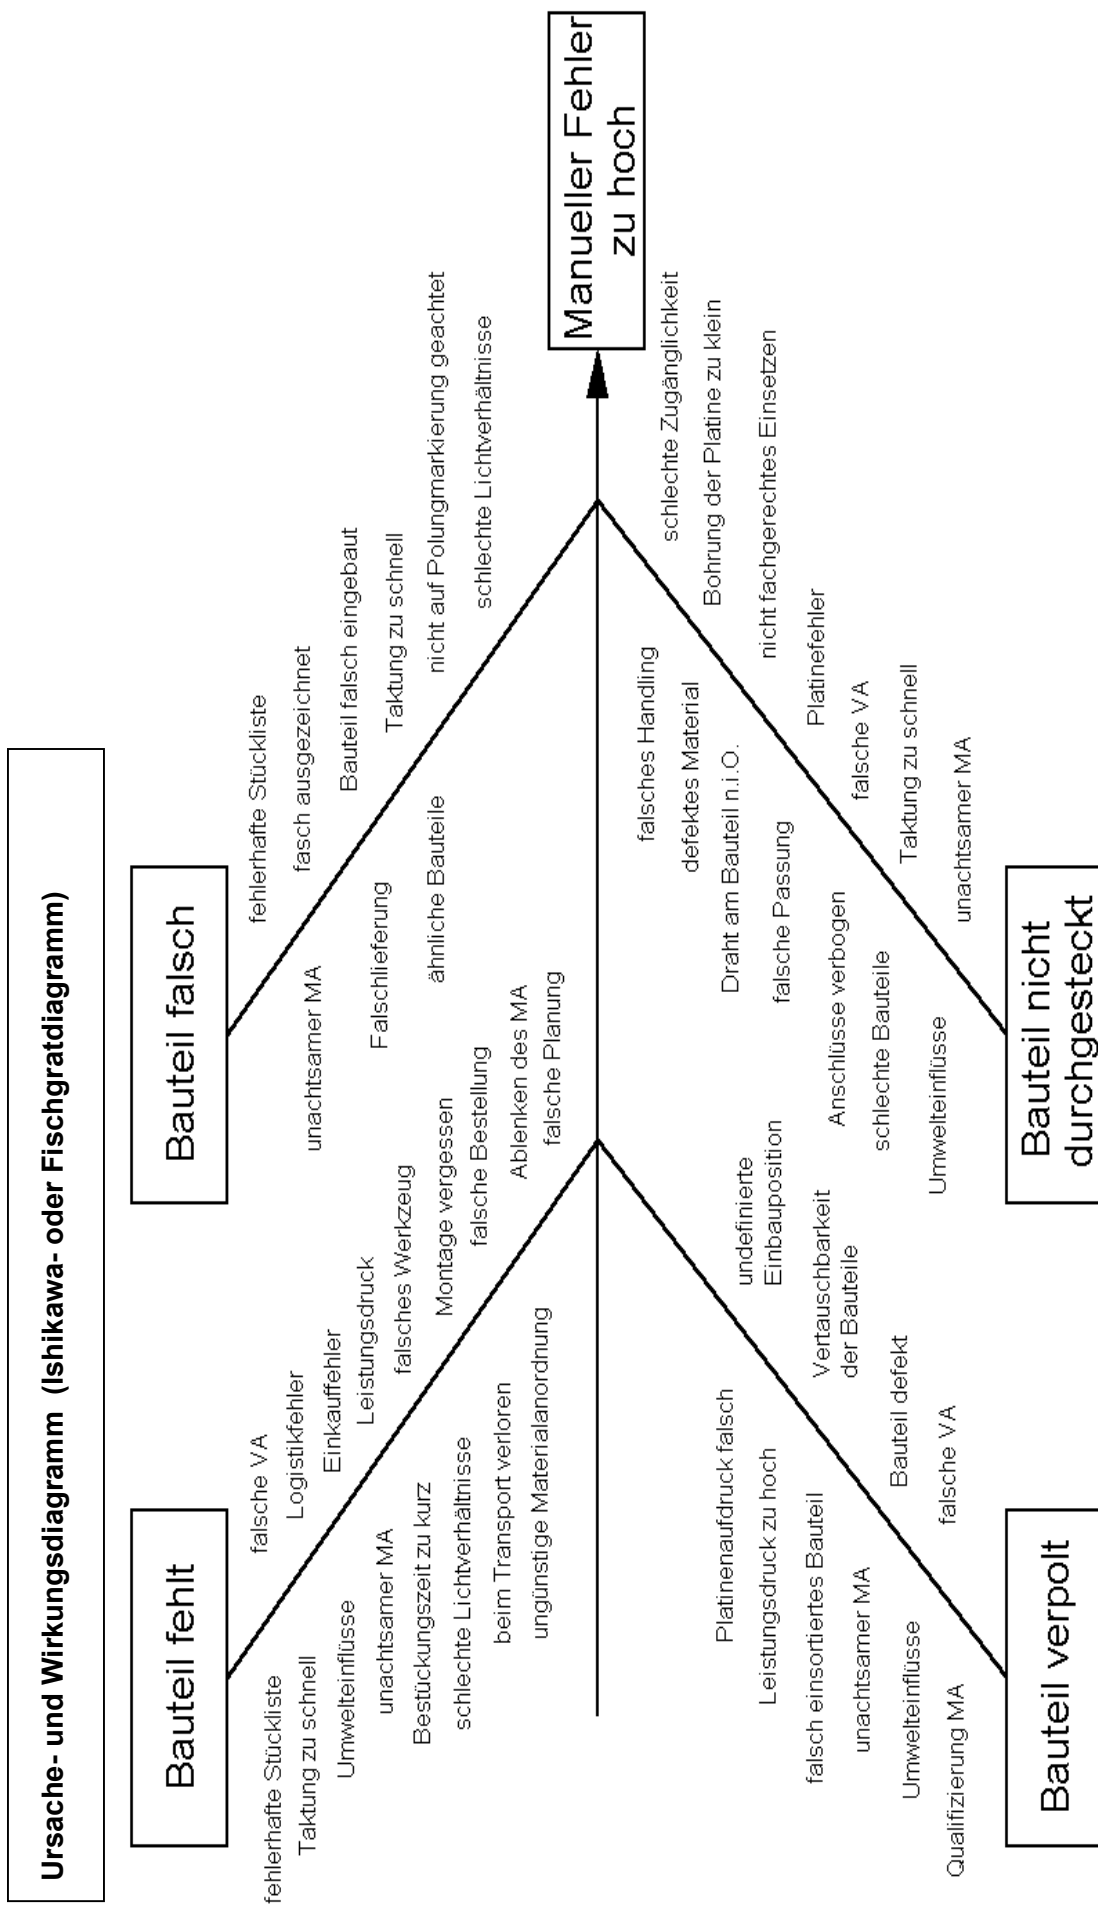 Ursache- und Wirkungsdiagramm (Ishikawa- oder Fischgratdiagramm)
Bauteil fehlt
fehlerhafte Stückliste
Taktung zu schnell
Umwelteinflüsse
unachtsamer MA
Bestückungszeit zu kurz
schlechte Lichtverhältnisse
beim Transport verloren
ungünstige Materialanordnung
falsche VA
Logistikfehler
Einkauffehler
Leistungsdruck
falsches Werkzeug
Montage vergessen
falsche Bestellung
Ablenken des MA
falsche Planung
Bauteil falsch
unachtsamer MA
Falschlieferung
ähnliche Bauteile
fehlerhafte Stückliste
fasch ausgezeichnet
Bauteil falsch eingebaut
Taktung zu schnell
nicht auf Polungmarkierung geachtet
schlechte Lichtverhältnisse
Manueller Fehler
zu hoch
Platinenaufdruck falsch
Leistungsdruck zu hoch
falsch einsortiertes Bauteil
unachtsamer MA
Umwelteinflüsse
Qualifizierung MA
undefinierte
Einbauposition
Vertauschbarkeit
der Bauteile
Bauteil defekt
falsche VA
Bauteil verpolt
falsches Handling
defektes Material
Draht am Bauteil n.i.O.
falsche Passung
Anschlüsse verbogen
schlechte Bauteile
Umwelteinflüsse
schlechte Zugänglichkeit
Bohrung der Platine zu klein
nicht fachgerechtes Einsetzen
Platinefehler
falsche VA
Taktung zu schnell
unachtsamer MA
Bauteil nicht
durchgesteckt